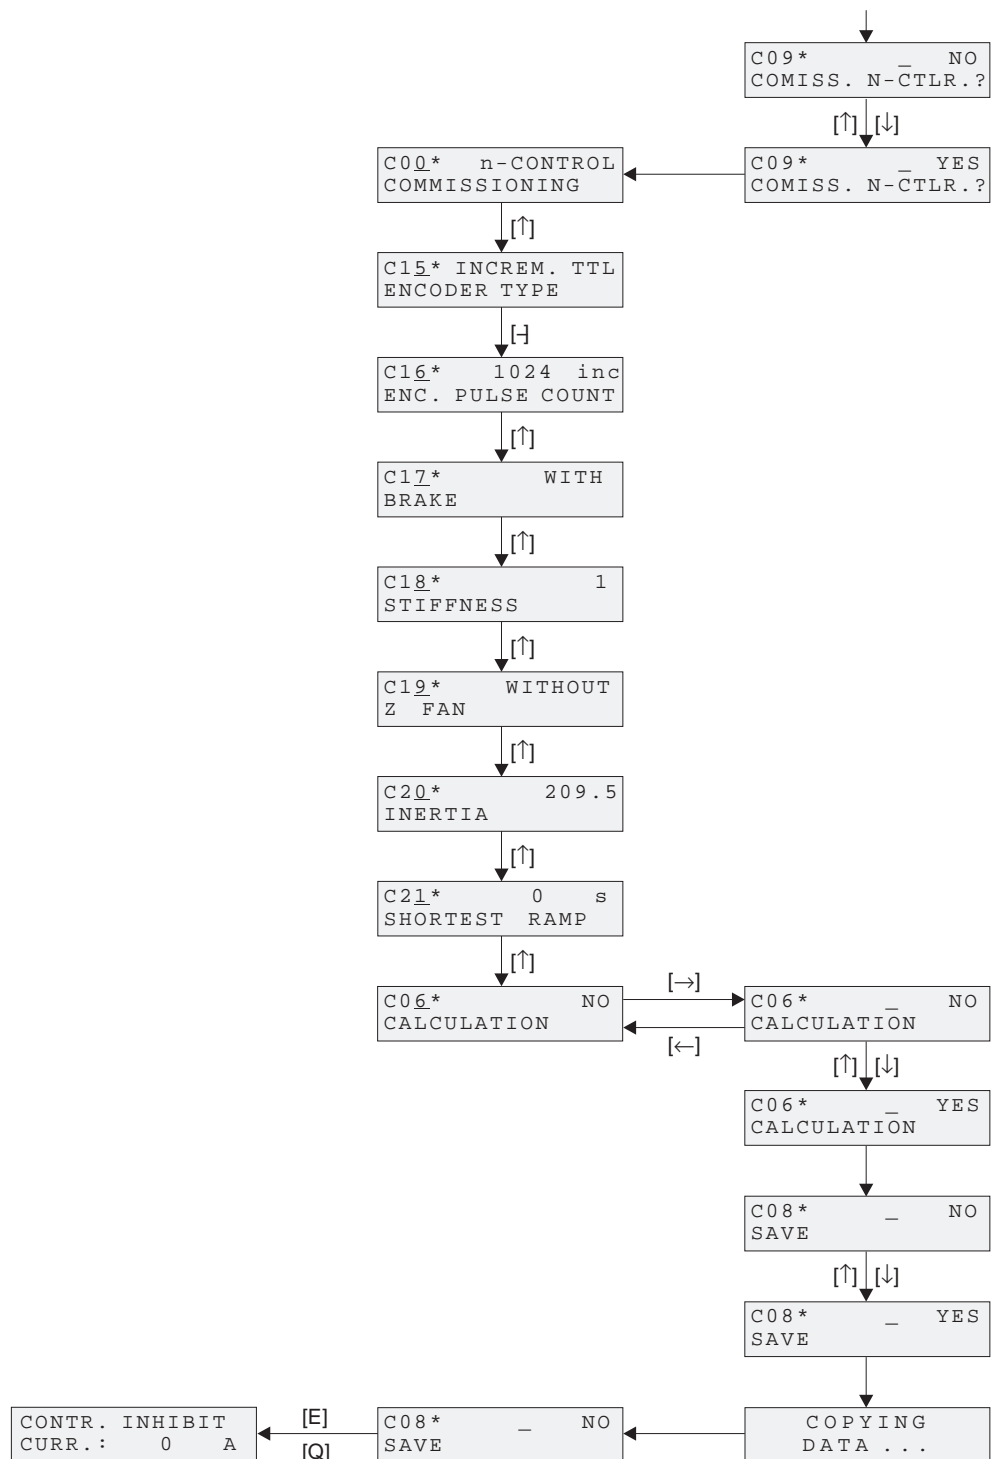 C09* _ NO
COMISS. N-CTLR.?
[↑] [↓]
C00* n-CONTROL
COMMISSIONING
C09* _ YES
COMISS. N-CTLR.?
[↑]
C15* INCREM. TTL
ENCODER TYPE
[-]
C16* 1024 inc
ENC. PULSE COUNT
[↑]
C17* WITH
BRAKE
[↑]
C18* 1
STIFFNESS
[↑]
C19* WITHOUT
Z FAN
[↑]
C20* 209.5
INERTIA
[↑]
C21* 0 s
SHORTEST RAMP
[↑]
C06* NO
CALCULATION
[→]
[←]
C06* _ NO
CALCULATION
[↑] [↓]
C06* _ YES
CALCULATION
C08* _ NO
SAVE
[↑] [↓]
C08* _ YES
SAVE
CONTR. INHIBIT
CURR.: 0 A
[E]
[Q]
C08* _ NO
SAVE
COPYING
DATA ...